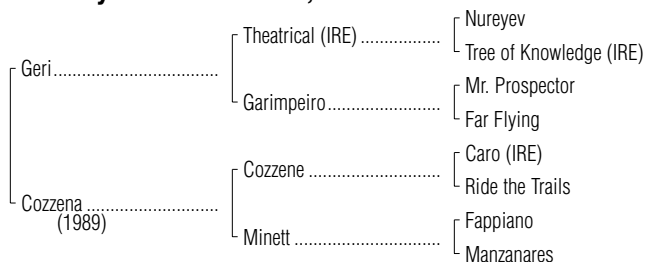 Nureyev
Theatrical (IRE)
Tree of Knowledge (IRE)
Geri
Mr. Prospector
Garimpeiro
Far Flying
Caro (IRE)
Cozzene
Ride the Trails
Cozzena
(1989)
Fappiano
Minett
Manzanares